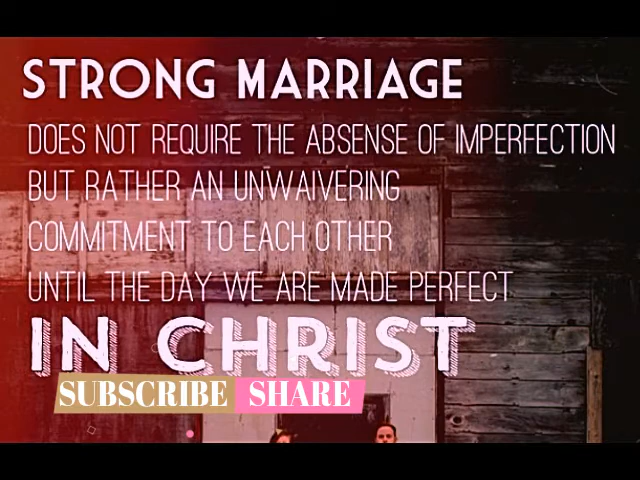 STRONG MARRIAGE
DOES NOT REQUIRE THE ABSENSE OF IMPERFECTION
BUT RATHER AN UNWAIVERING
COMMITMENT TO EACH OTHER
UNTIL THE DAY WE ARE MADE PERFECT
IN CHRIST
SUBSCRIBE SHARE